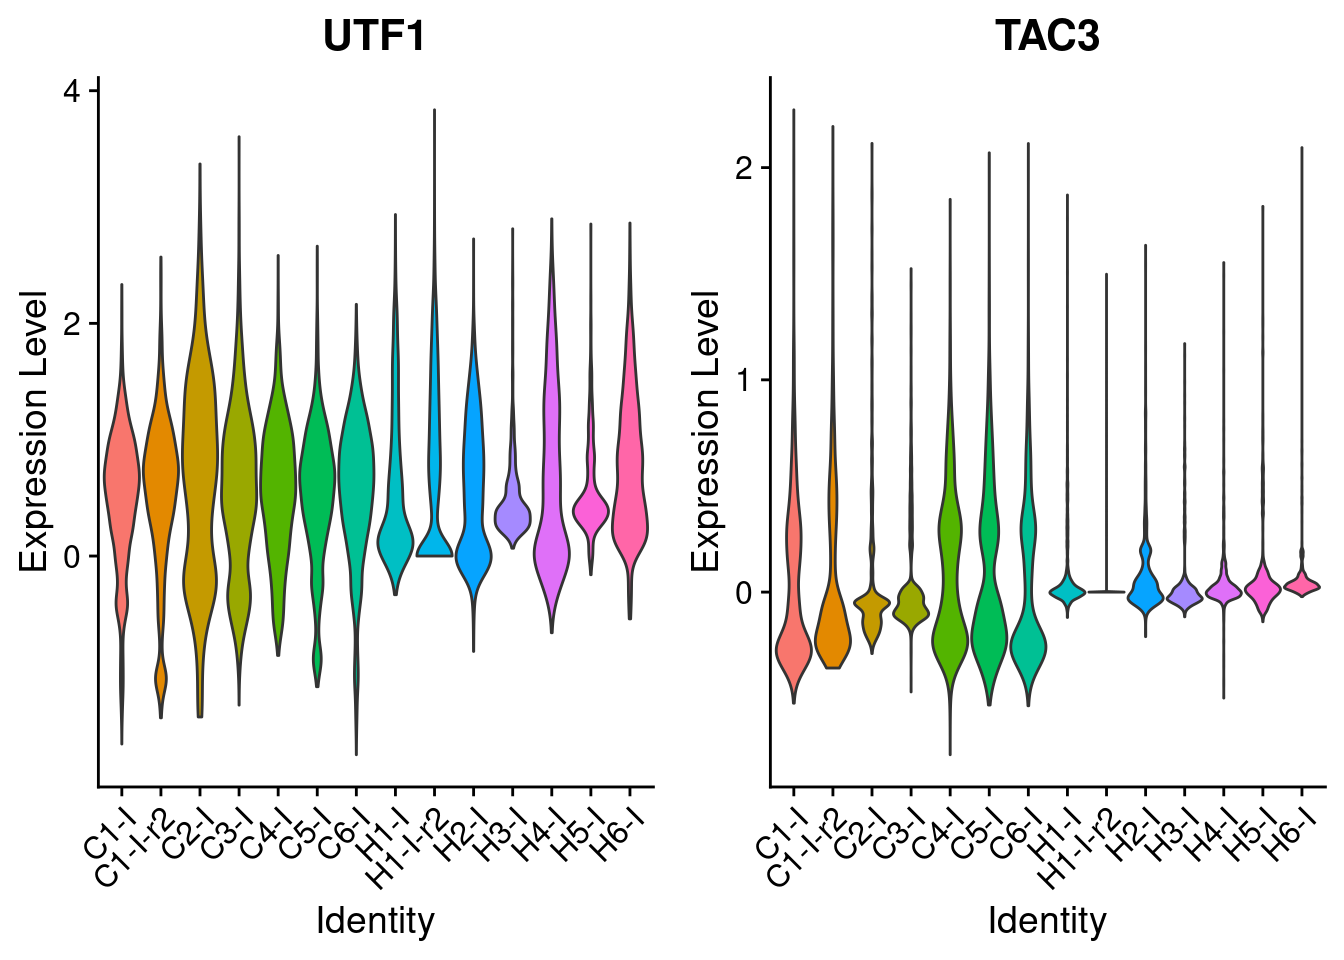 UTF1
Expression Level
4
2
0
C1-I
C1-I-r2
C2-I
C3-I
C4-I
C5-I
C6-I
H1-I
H1-I-r2
H2-I
H3-I
H4-I
H5-I
H6-I
Identity
TAC3
Expression Level
2
1
0
C1-I
C1-I-r2
C2-I
C3-I
C4-I
C5-I
C6-I
H1-I
H1-I-r2
H2-I
H3-I
H4-I
H5-I
H6-I
Identity